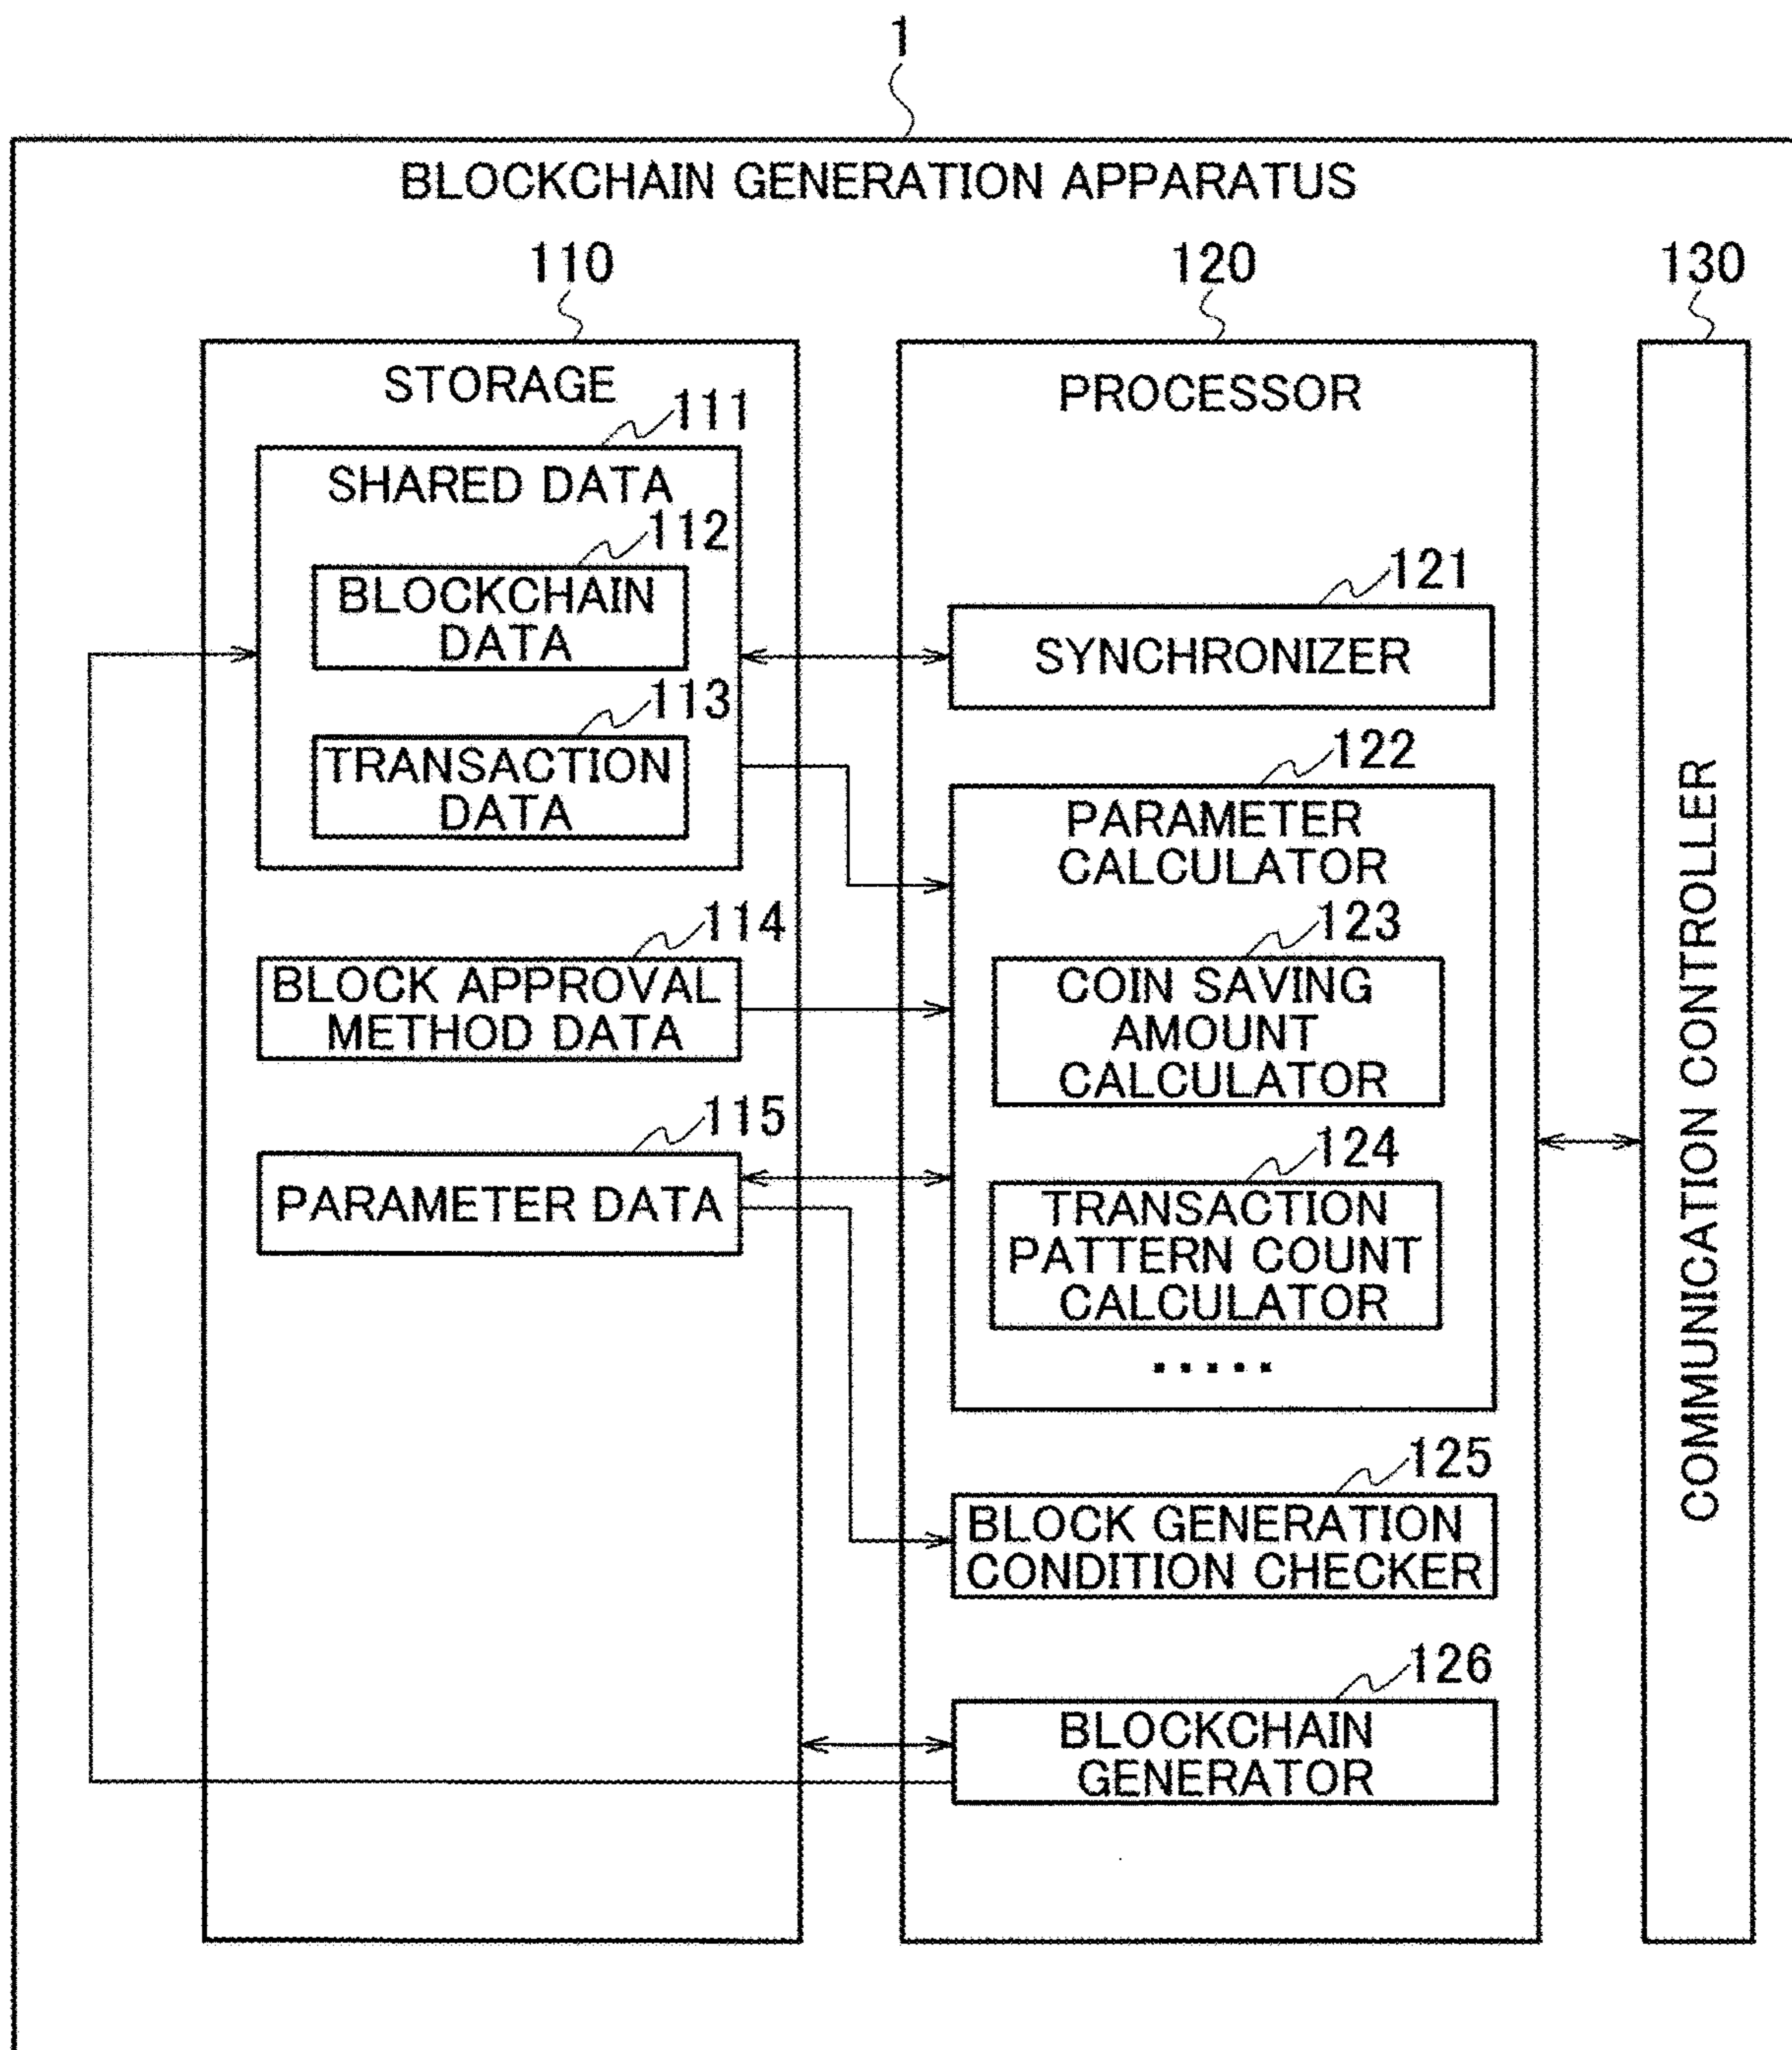 1
BLOCKCHAIN GENERATION APPARATUS
110
120
130
STORAGE
111
SHARED DATA
112
BLOCKCHAIN
DATA
113
TRANSACTION
DATA
114
BLOCK APPROVAL
METHOD DATA
115
PARAMETER DATA
PROCESSOR
121
SYNCHRONIZER
122
PARAMETER
CALCULATOR
123
COIN SAVING
AMOUNT
CALCULATOR
124
TRANSACTION
PATTERN COUNT
CALCULATOR
.....
125
BLOCK GENERATION
CONDITION CHECKER
126
BLOCKCHAIN
GENERATOR
COMMUNICATION CONTROLLER